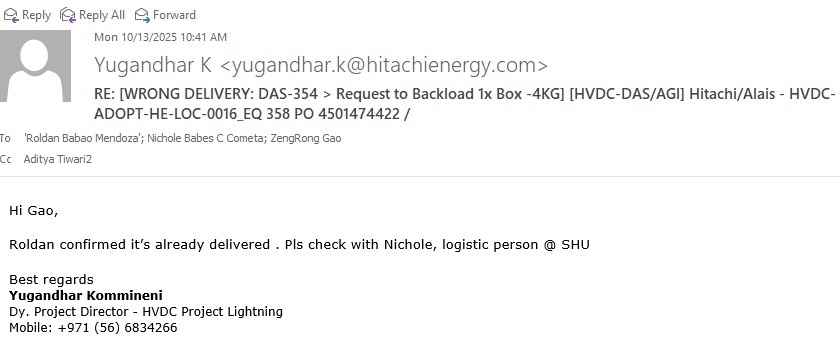 Reply Reply All Forward
Mon 10/13/2025 10:41 AM
Yugandhar K <yugandhar.k@hitachienergy.com>
RE: [WRONG DELIVERY: DAS-354 > Request to Backload 1x Box -4KG] [HVDC-DAS/AGI] Hitachi/Alais - HVDC-
ADOPT-HE-LOC-0016_EQ 358 PO 4501474422 /
To 'Roldan Babao Mendoza'; Nichole Babes C Cometa; ZengRong Gao
Cc Aditya Tiwari2
Hi Gao,
Roldan confirmed it’s already delivered . Pls check with Nichole, logistic person @ SHU
Best regards
Yugandhar Kommineni
Dy. Project Director - HVDC Project Lightning
Mobile: +971 (56) 6834266